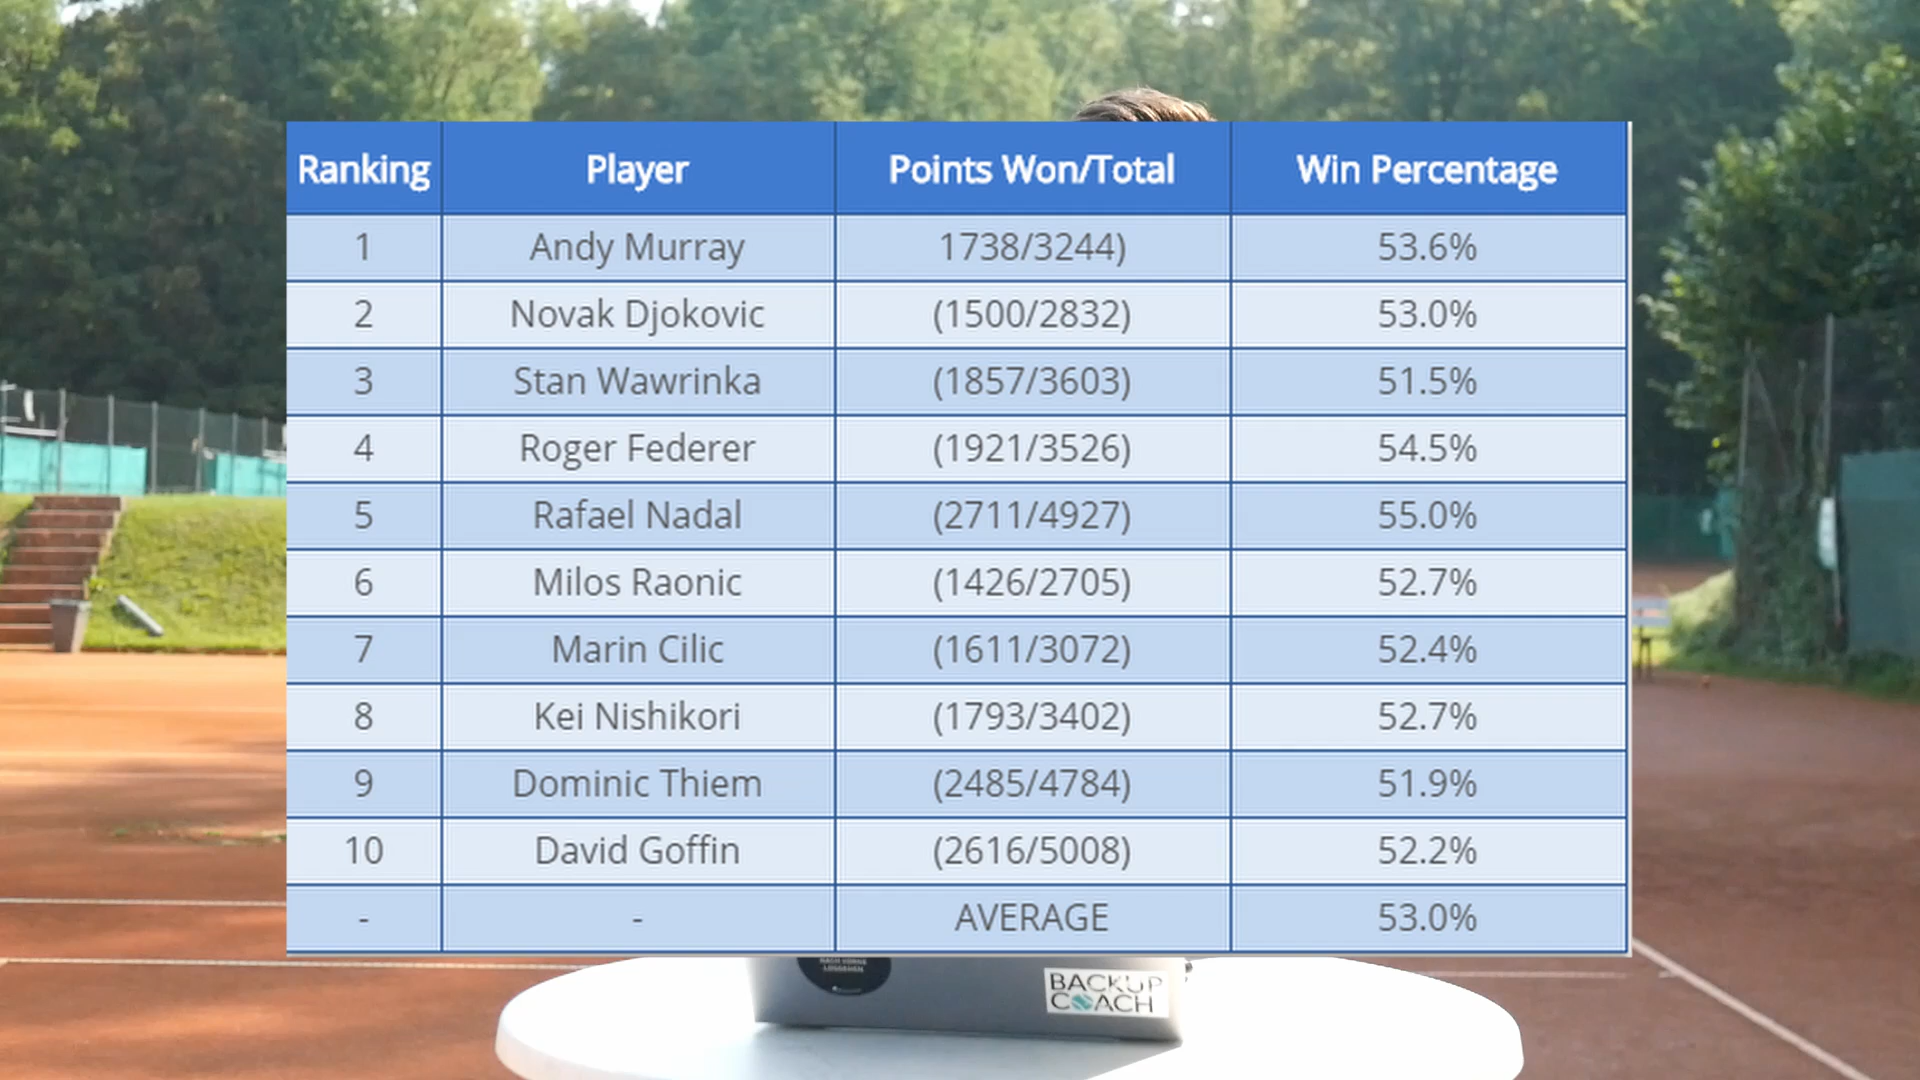 Ranking Player Points Won/Total Win Percentage
1 Andy Murray 1738/3244) 53.6%
2 Novak Djokovic (1500/2832) 53.0%
3 Stan Wawrinka (1857/3603) 51.5%
4 Roger Federer (1921/3526) 54.5%
5 Rafael Nadal (2711/4927) 55.0%
6 Milos Raonic (1426/2705) 52.7%
7 Marin Cilic (1611/3072) 52.4%
8 Kei Nishikori (1793/3402) 52.7%
9 Dominic Thiem (2485/4784) 51.9%
10 David Goffin (2616/5008) 52.2%
- - AVERAGE 53.0%
BACKUP
COACH